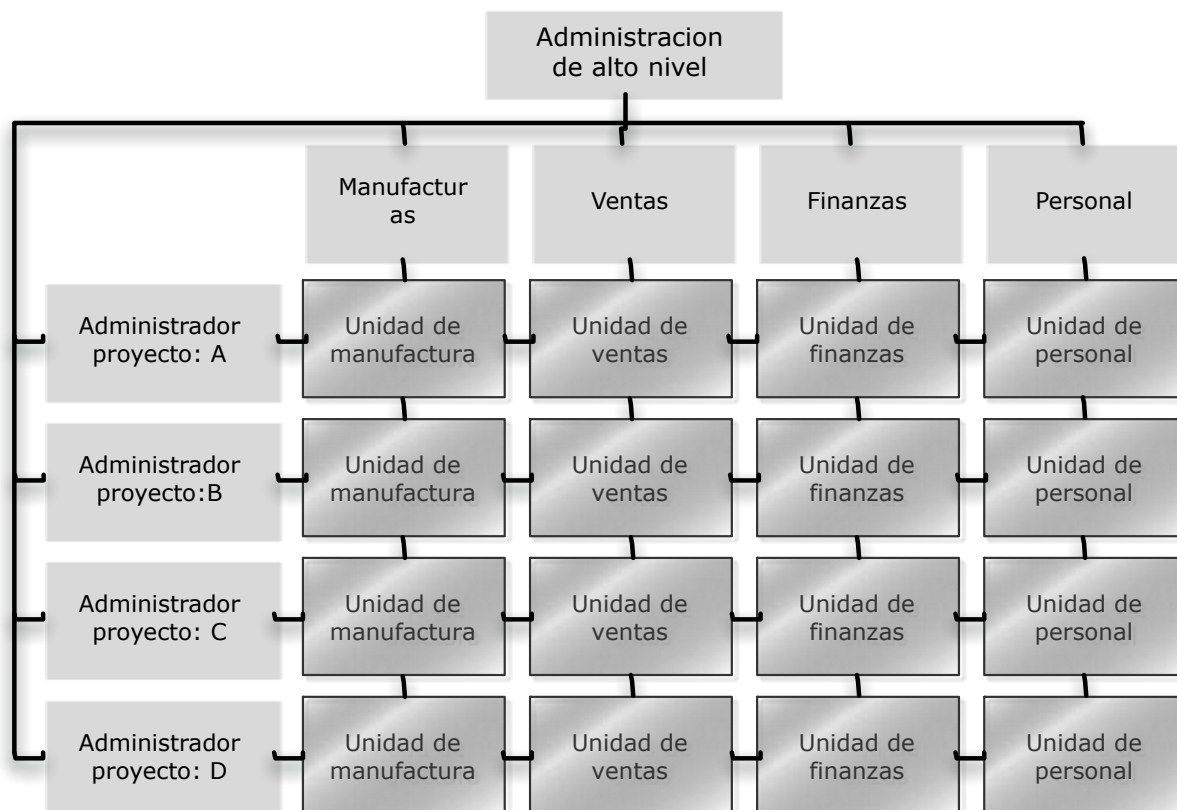 Administracion
de alto nivel
Manufactur
as
Ventas
Finanzas
Personal
Administrador
proyecto: A
Unidad de
manufactura
Unidad de
ventas
Unidad de
finanzas
Unidad de
personal
Administrador
proyecto:B
Unidad de
manufactura
Unidad de
ventas
Unidad de
finanzas
Unidad de
personal
Administrador
proyecto: C
Unidad de
manufactura
Unidad de
ventas
Unidad de
finanzas
Unidad de
personal
Administrador
proyecto: D
Unidad de
manufactura
Unidad de
ventas
Unidad de
finanzas
Unidad de
personal